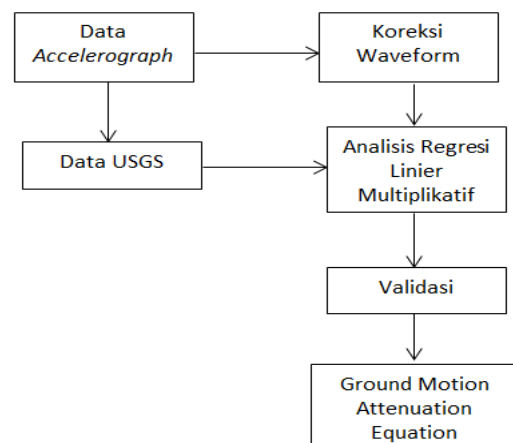 Data
Accelerograph
Koreksi
Waveform
Data USGS
Analisis Regresi
Linier
Multiplikatif
Validasi
Ground Motion
Attenuation
Equation